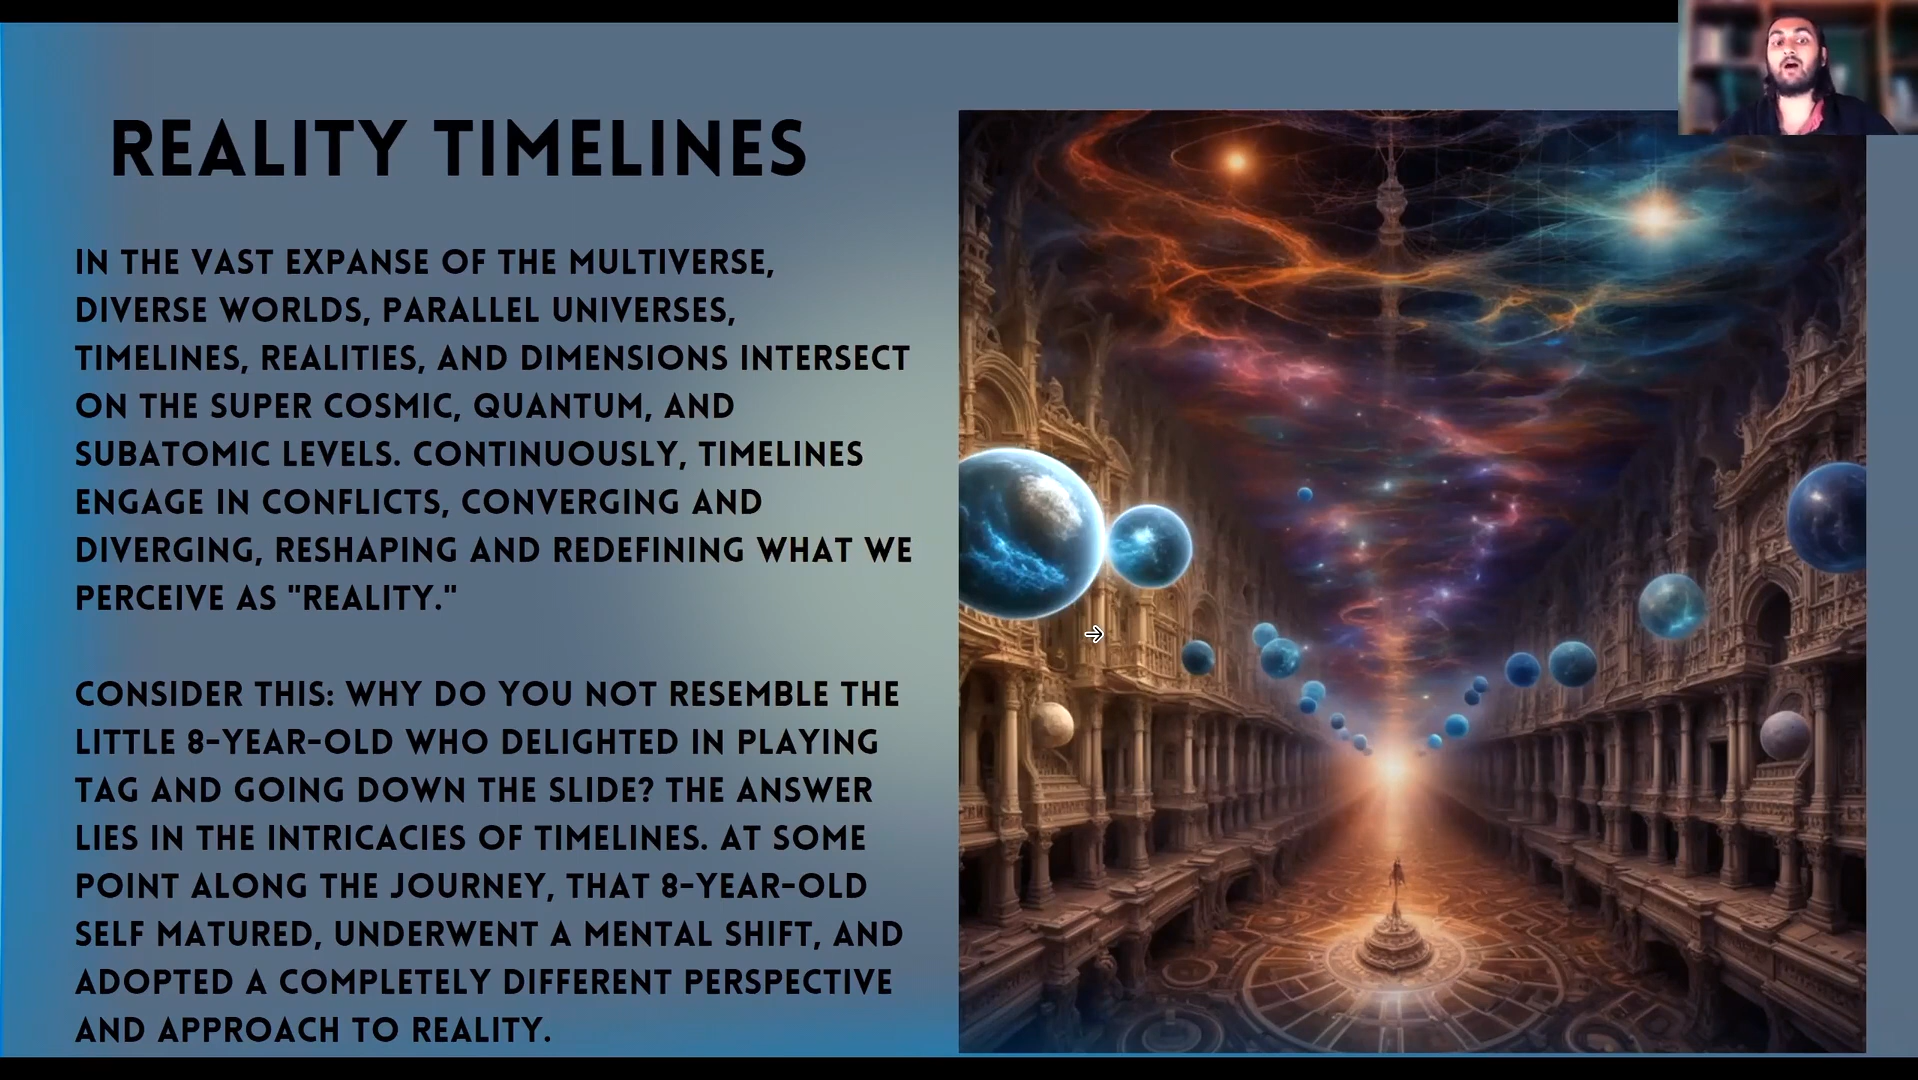 REALITY TIMELINES
IN THE VAST EXPANSE OF THE MULTIVERSE,
DIVERSE WORLDS, PARALLEL UNIVERSES,
TIMELINES, REALITIES, AND DIMENSIONS INTERSECT
ON THE SUPER COSMIC, QUANTUM, AND
SUBATOMIC LEVELS. CONTINUOUSLY, TIMELINES
ENGAGE IN CONFLICTS, CONVERGING AND
DIVERGING, RESHAPING AND REDEFINING WHAT WE
PERCEIVE AS "REALITY."
CONSIDER THIS: WHY DO YOU NOT RESEMBLE THE
LITTLE 8-YEAR-OLD WHO DELIGHTED IN PLAYING
TAG AND GOING DOWN THE SLIDE? THE ANSWER
LIES IN THE INTRICACIES OF TIMELINES. AT SOME
POINT ALONG THE JOURNEY, THAT 8-YEAR-OLD
SELF MATURED, UNDERWENT A MENTAL SHIFT, AND
ADOPTED A COMPLETELY DIFFERENT PERSPECTIVE
AND APPROACH TO REALITY.